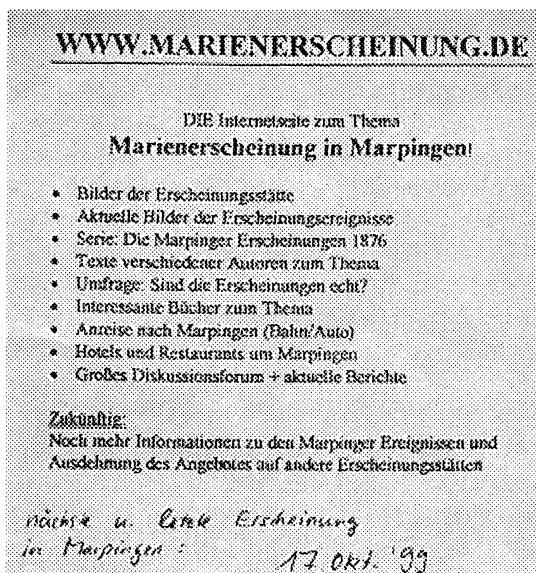 WWW.MARIENERSCHEINUNG.DE
DIE Internetseite zum Thema
Marienerscheinung in Marpingen!
• Bilder der Erscheinungsstätte
• Aktuelle Bilder der Erscheinungsereignisse
• Serie: Die Marpinger Erscheinungen 1876
• Texte verschiedener Autoren zum Thema
• Umfrage: Sind die Erscheinungen echt?
• Interessante Bücher zum Thema
• Anreise nach Marpingen (Bahn/Auto)
• Hotels und Restaurants um Marpingen
• Großes Diskussionsforum + aktuelle Berichte
Zukünftig:
Noch mehr Informationen zu den Marpinger Ereignissen und
Ausdehnung des Angebotes auf andere Erscheinungsstätten
nächste u. letzte Erscheinung
in Marpingen: 17 Okt. '99